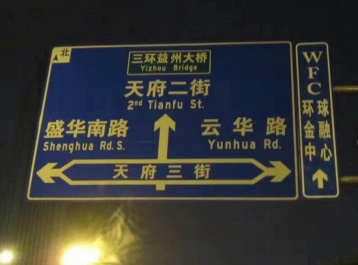 北
三环益州大桥
Yizhou Bridge
天府二街
2nd Tianfu St.
盛华南路
Shenghua Rd. S.
云华路
Yunhua Rd.
天府三街
WFC
环球
金融
中心